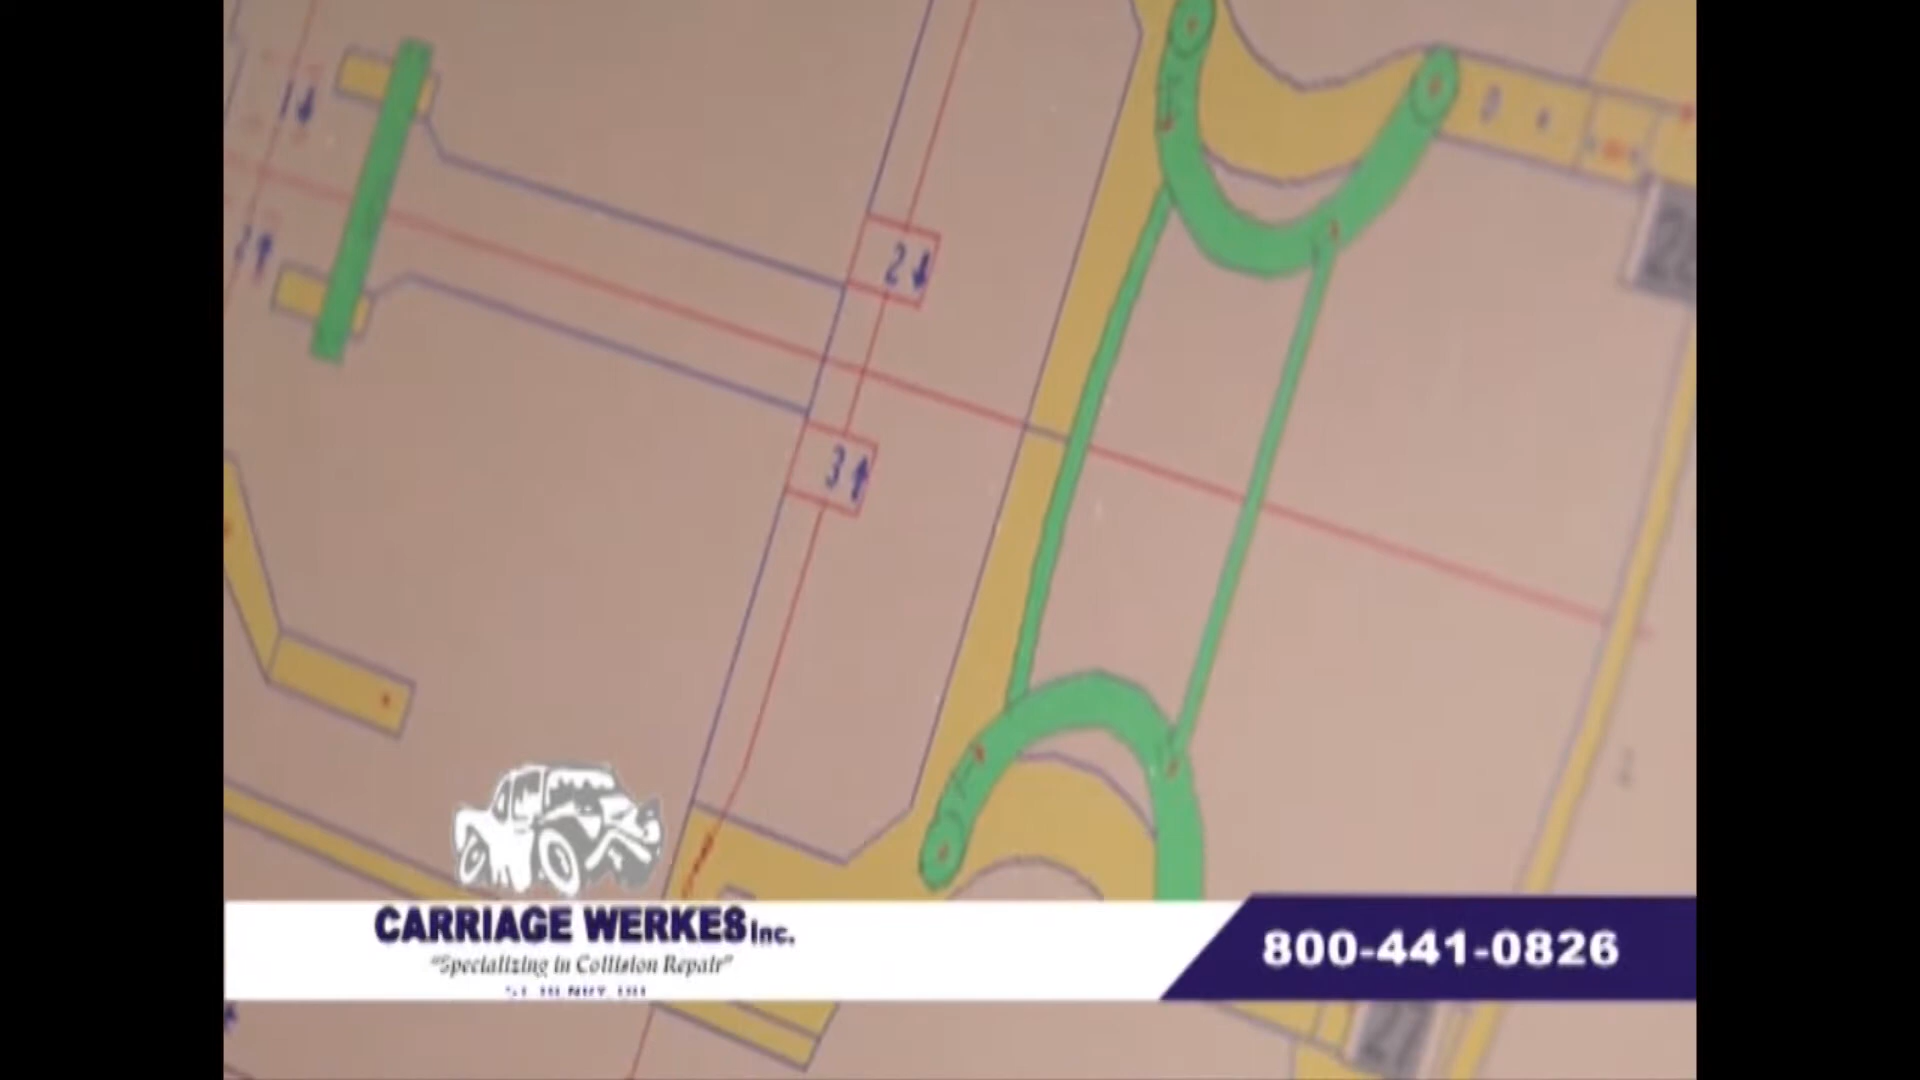 1↓
2↓
2↑
3↑
CARRIAGE WERKES Inc.
"Specializing in Collision Repair"
800-441-0826